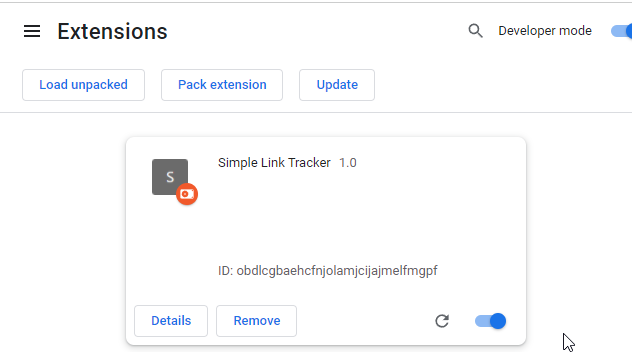 Extensions
Developer mode
Load unpacked
Pack extension
Update
S
Simple Link Tracker 1.0
ID: obdlcgbaehcfnjolamjcijajmelfmgpf
Details
Remove